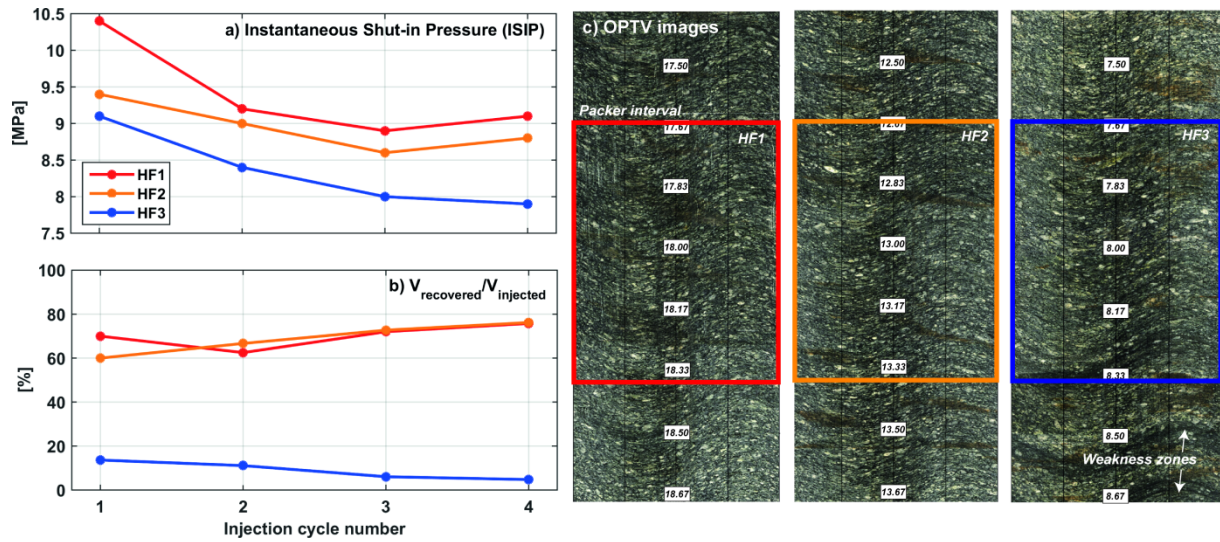 a) Instantaneous Shut-in Pressure (ISIP)
[MPa]
10.5
10
9.5
9
8.5
8
7.5
HF1
HF2
HF3
b) Vrecovered/Vinjected
[%]
100
80
60
40
20
0
1 2 3 4
Injection cycle number
c) OPTV images
17.50
Packer interval
17.67
HF1
17.83
18.00
18.17
18.33
18.50
18.67
12.50
12.67
HF2
12.83
13.00
13.17
13.33
13.50
13.67
7.50
7.67
HF3
7.83
8.00
8.17
8.33
8.50
Weakness zones
8.67